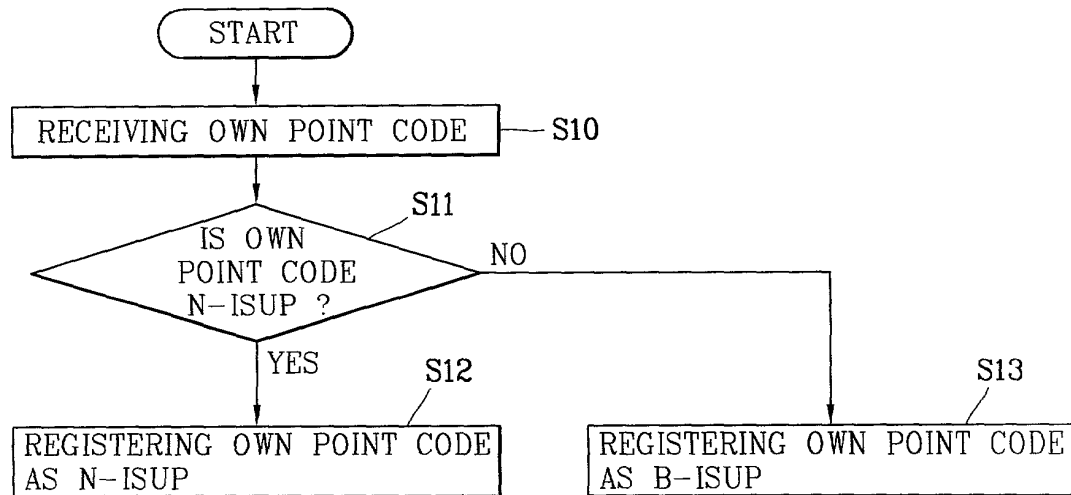 START
RECEIVING OWN POINT CODE
S10
S11
IS OWN
POINT CODE
N-ISUP ?
NO
YES
S12
S13
REGISTERING OWN POINT CODE
AS N-ISUP
REGISTERING OWN POINT CODE
AS B-ISUP